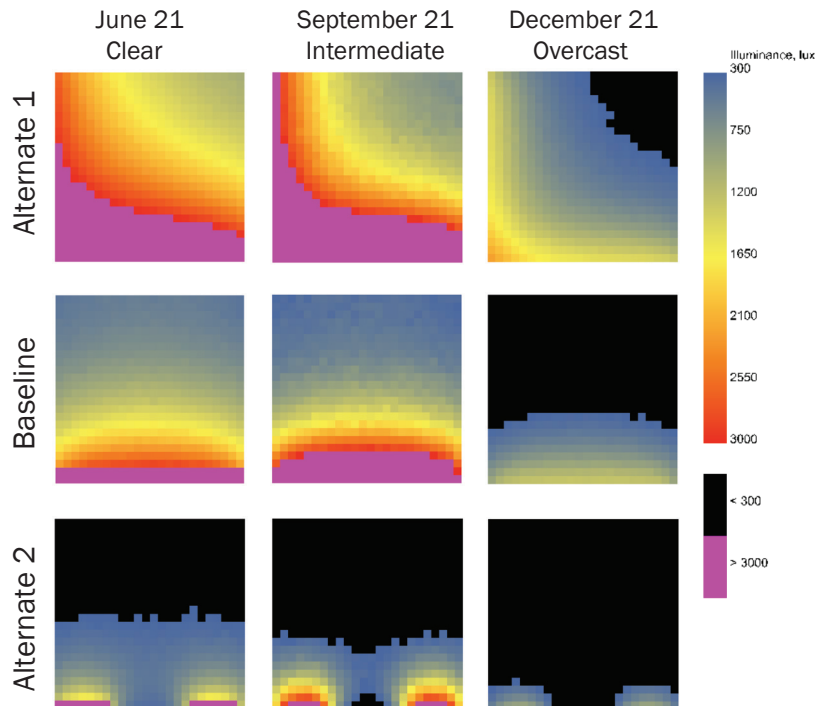 June 21
Clear
September 21
Intermediate
December 21
Overcast
Illuminance, lux
300
750
1200
1650
2100
2550
3000
< 300
> 3000
Alternate 1
Baseline
Alternate 2